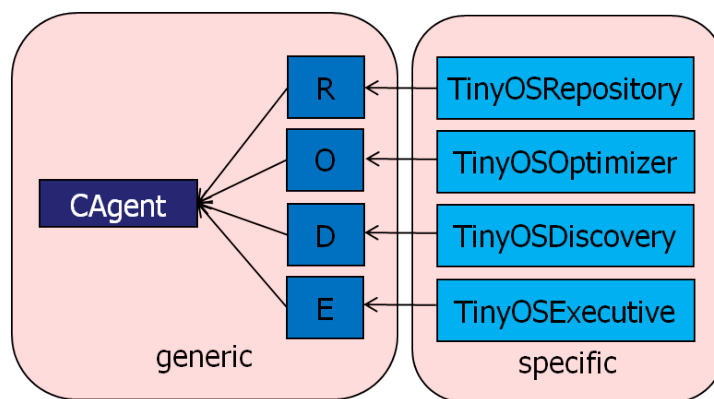 R
TinyOSRepository
O
TinyOSOptimizer
CAgent
D
TinyOSDiscovery
E
TinyOSExecutive
generic
specific